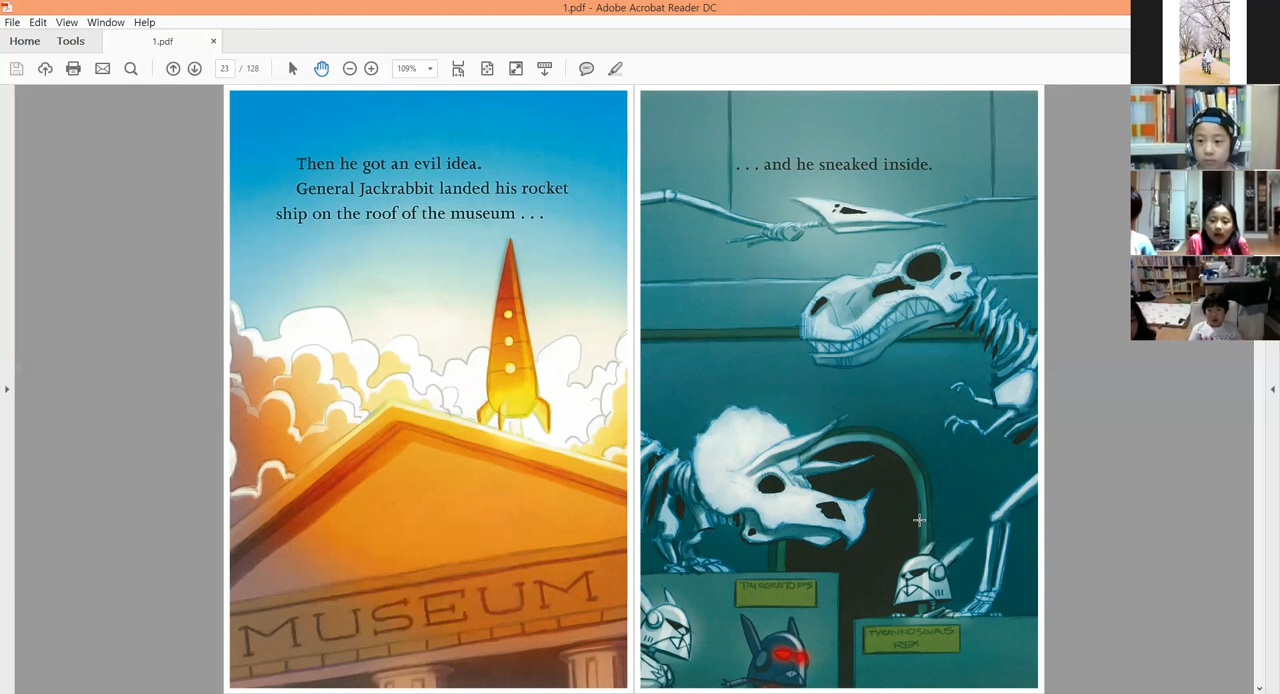 1.pdf - Adobe Acrobat Reader DC
File Edit View Window Help
Home Tools 1.pdf ×
23 / 128 109%
Then he got an evil idea.
General Jackrabbit landed his rocket
ship on the roof of the museum . . .
MUSEUM
. . . and he sneaked inside.
TRICERATOPS
TYRANNOSAURUS
REX